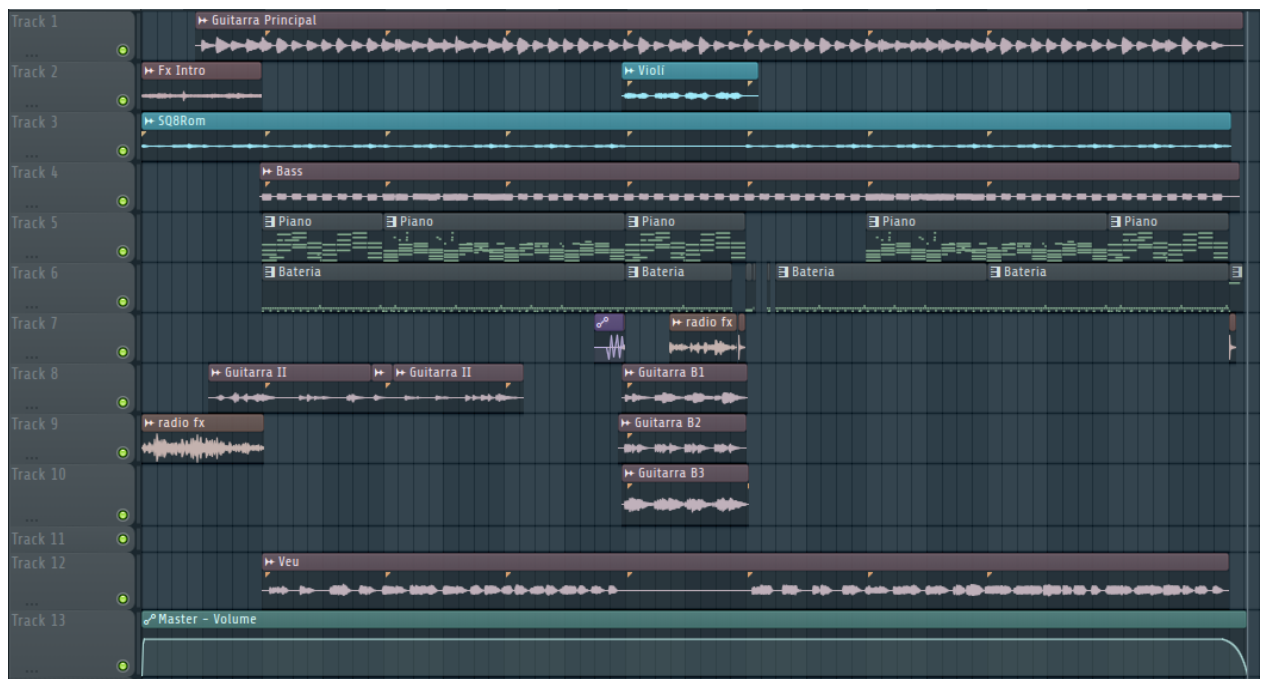 Track 1
Guitarra Principal
...
Track 2
Fx Intro
Violí
...
Track 3
SQ8Rom
...
Track 4
Bass
...
Track 5
Piano
Piano
Piano
Piano
Piano
...
Track 6
Bateria
Bateria
Bateria
Bateria
...
Track 7
radio fx
...
Track 8
Guitarra II
Guitarra II
Guitarra B1
...
Track 9
radio fx
Guitarra B2
...
Track 10
Guitarra B3
...
Track 11
Track 12
Veu
...
Track 13
Master - Volume
...